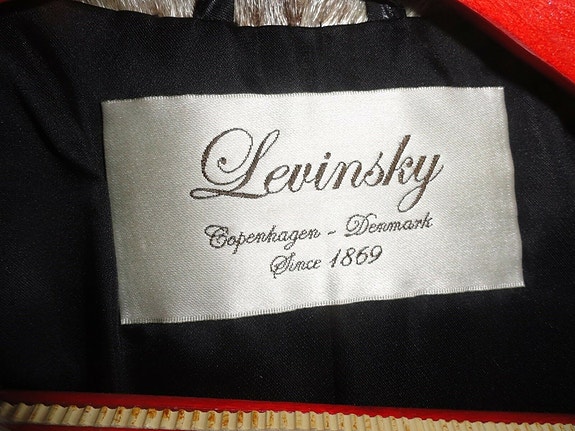 Levinsky
Copenhagen - Denmark
Since 1869